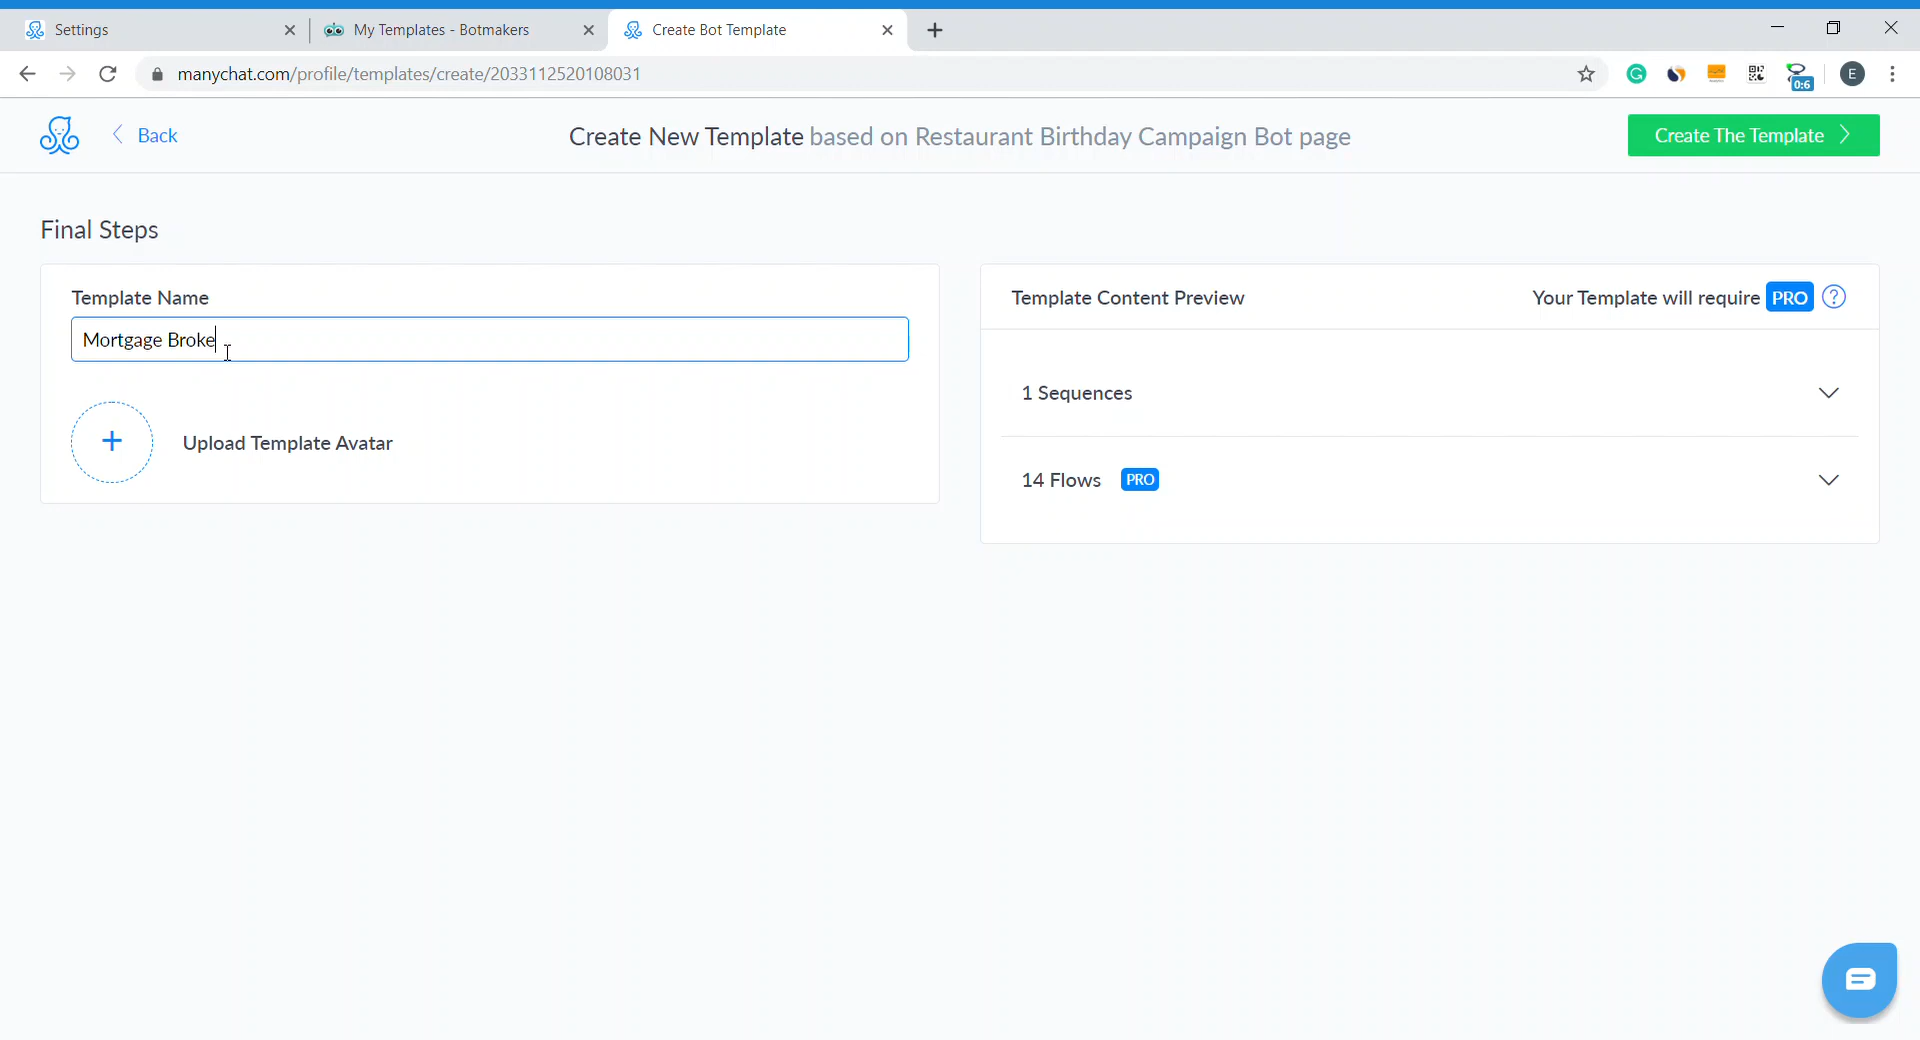 Settings
My Templates - Botmakers
Create Bot Template
manychat.com/profile/templates/create/2033112520108031
G
0:6
E
Back
Create New Template based on Restaurant Birthday Campaign Bot page
Create The Template
Final Steps
Template Name
Mortgage Broke
Upload Template Avatar
Template Content Preview
Your Template will require PRO ?
1 Sequences
14 Flows PRO